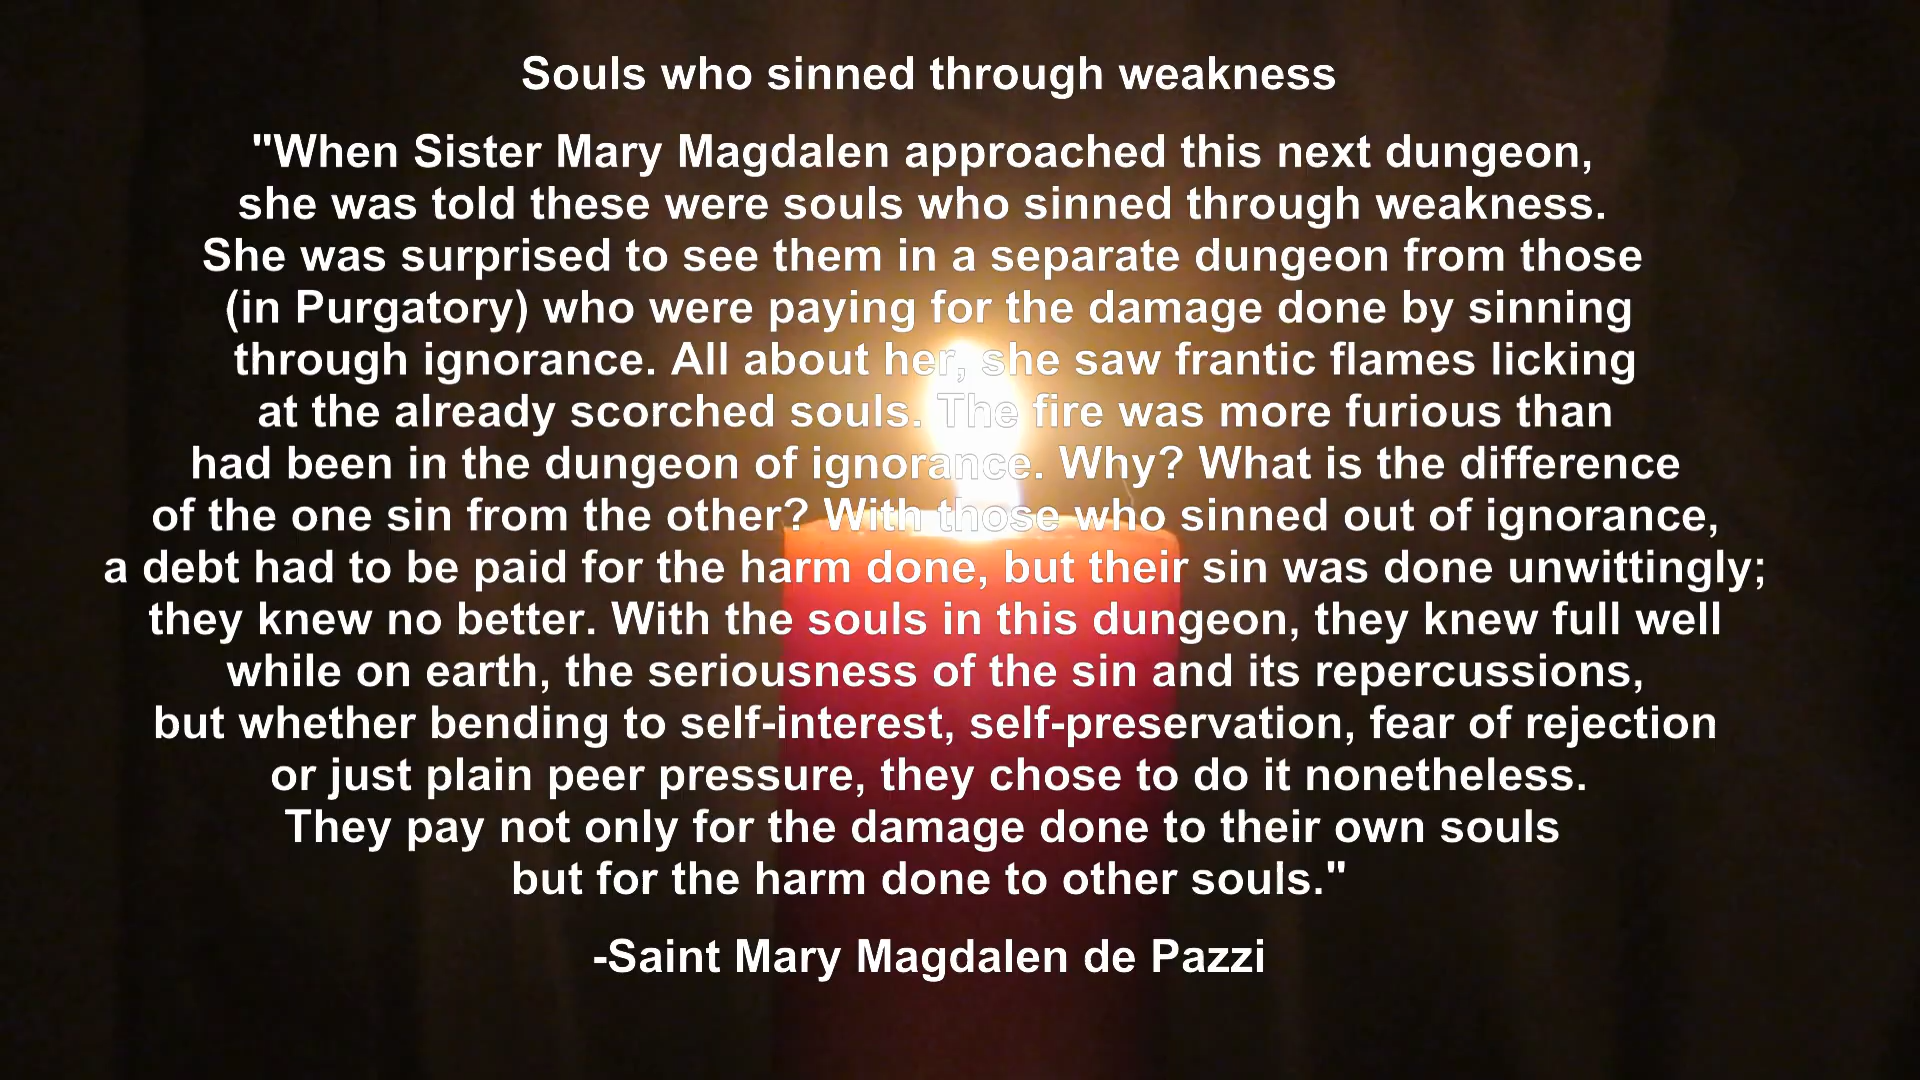 Souls who sinned through weakness
"When Sister Mary Magdalen approached this next dungeon,
she was told these were souls who sinned through weakness.
She was surprised to see them in a separate dungeon from those
(in Purgatory) who were paying for the damage done by sinning
through ignorance. All about her, she saw frantic flames licking
at the already scorched souls. The fire was more furious than
had been in the dungeon of ignorance. Why? What is the difference
of the one sin from the other? With those who sinned out of ignorance,
a debt had to be paid for the harm done, but their sin was done unwittingly;
they knew no better. With the souls in this dungeon, they knew full well
while on earth, the seriousness of the sin and its repercussions,
but whether bending to self-interest, self-preservation, fear of rejection
or just plain peer pressure, they chose to do it nonetheless.
They pay not only for the damage done to their own souls
but for the harm done to other souls."
-Saint Mary Magdalen de Pazzi